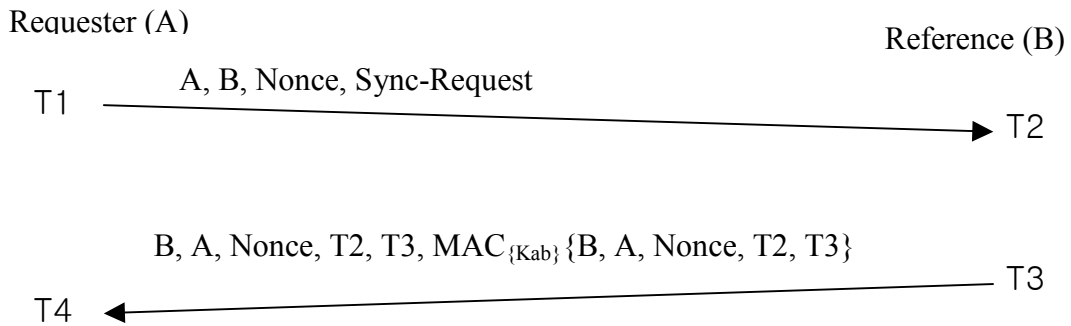 Requester (A)
Reference (B)
A, B, Nonce, Sync-Request
T1
T2
B, A, Nonce, T2, T3, MAC{Kab}{B, A, Nonce, T2, T3}
T3
T4